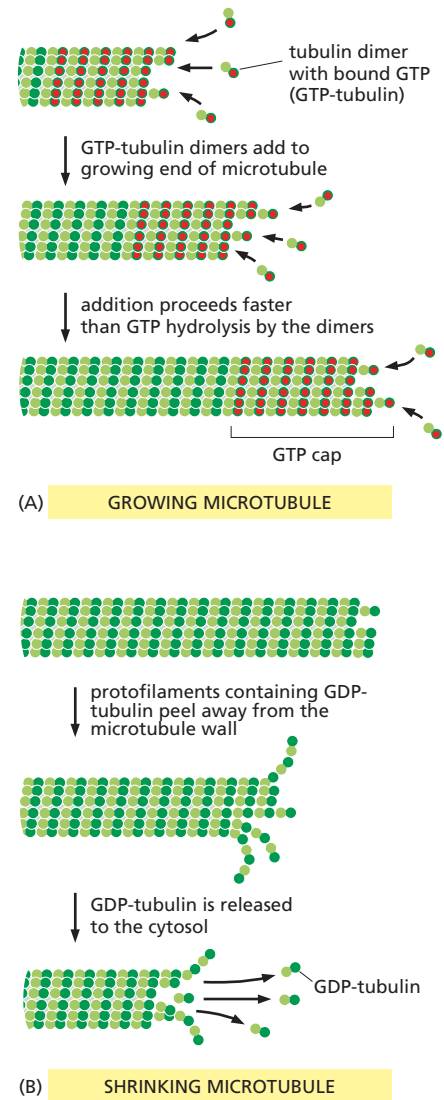 tubulin dimer
with bound GTP
(GTP-tubulin)
GTP-tubulin dimers add to
growing end of microtubule
addition proceeds faster
than GTP hydrolysis by the dimers
GTP cap
(A) GROWING MICROTUBULE
protofilaments containing GDP-
tubulin peel away from the
microtubule wall
GDP-tubulin is released
to the cytosol
GDP-tubulin
(B) SHRINKING MICROTUBULE